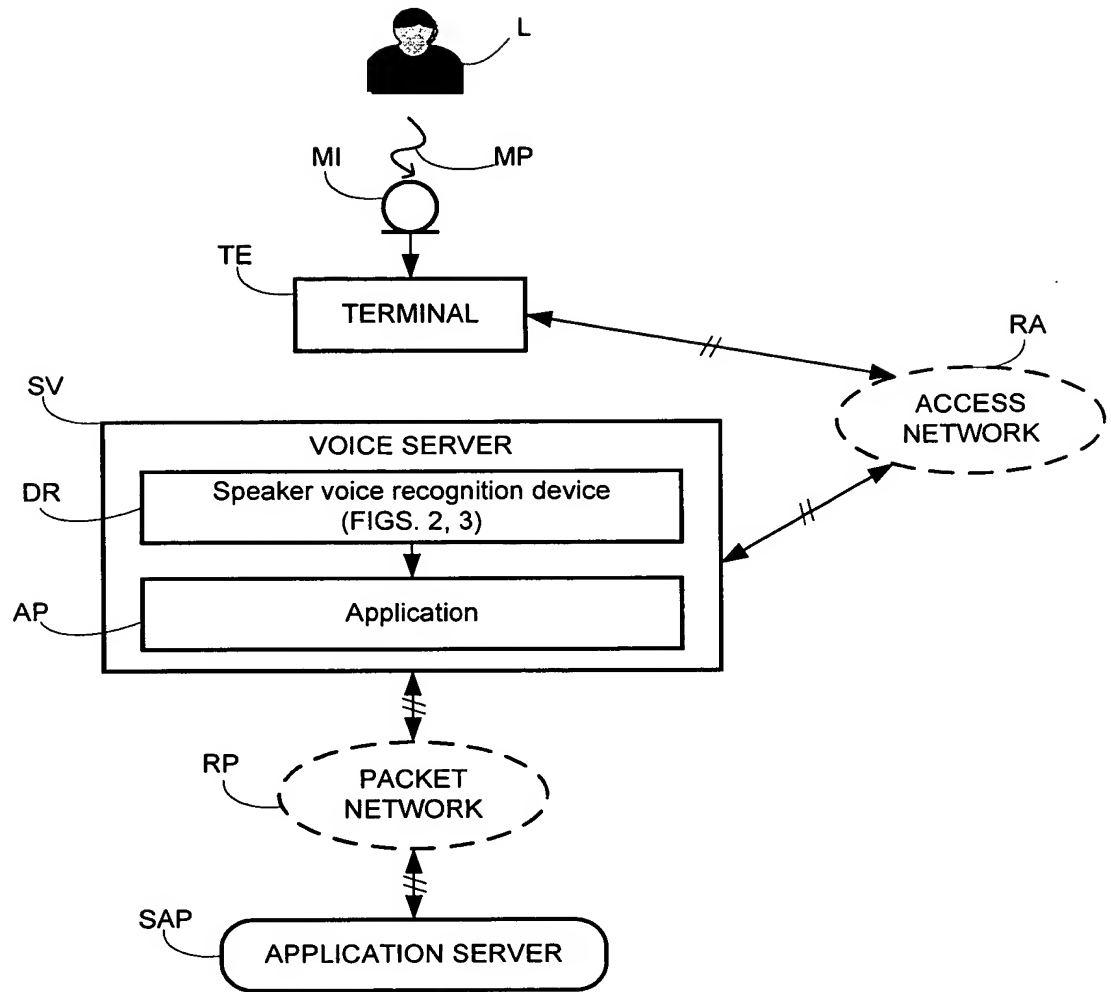 L
MI
MP
TE
TERMINAL
RA
SV
ACCESS
NETWORK
VOICE SERVER
DR
Speaker voice recognition device
(FIGS. 2, 3)
AP
Application
RP
PACKET
NETWORK
SAP
APPLICATION SERVER